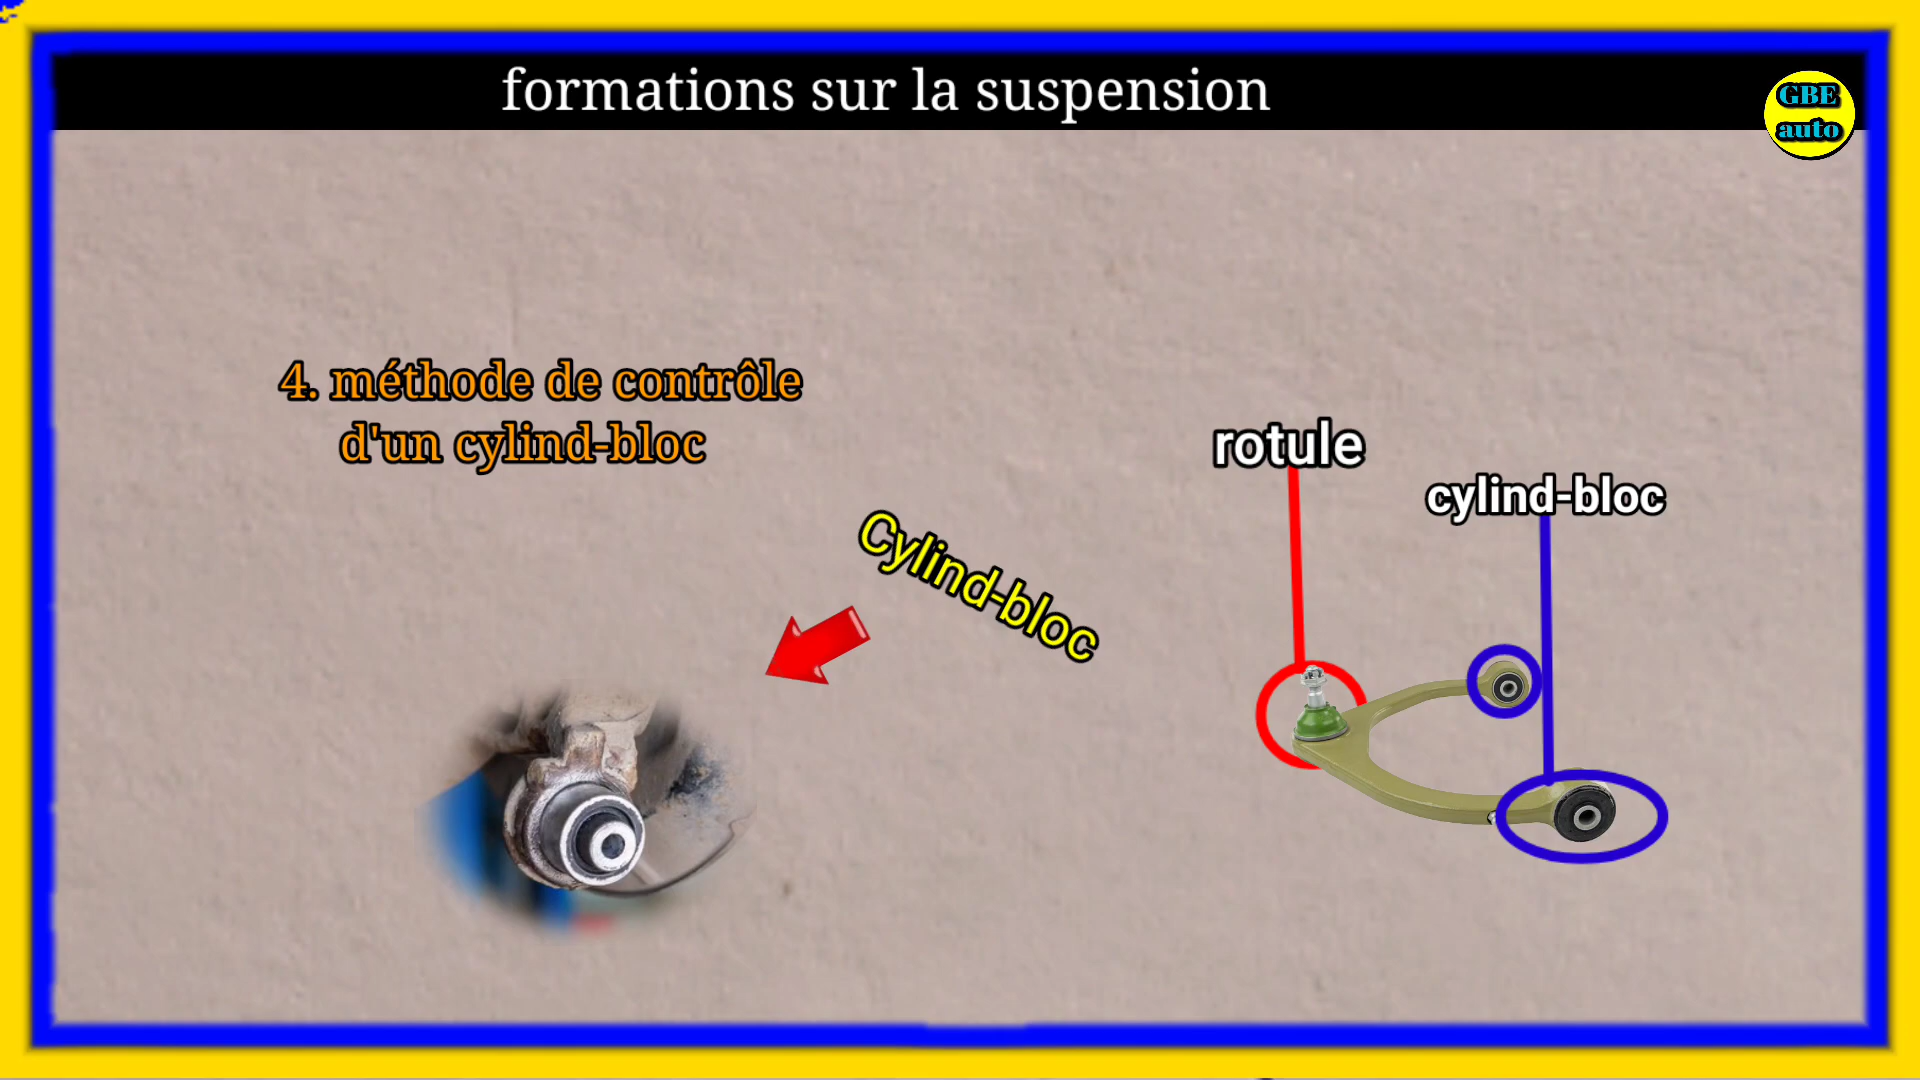 formations sur la suspension
GBE
auto
4. méthode de contrôle
d'un cylind-bloc
rotule
cylind-bloc
Cylind-bloc